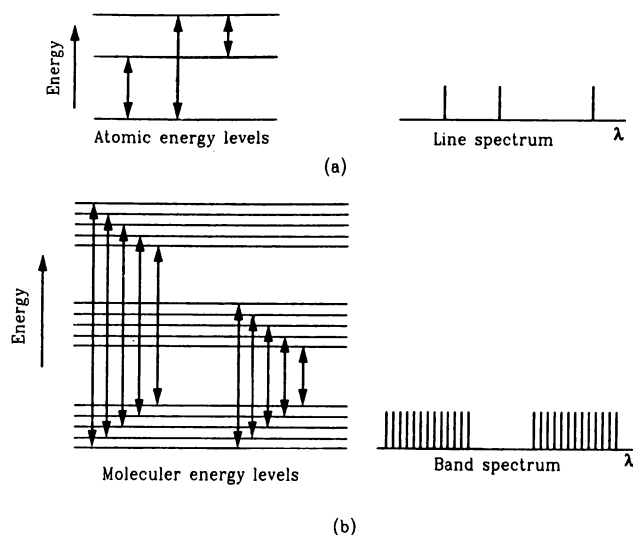 Energy
Atomic energy levels
Line spectrum
λ
(a)
Energy
Moleculer energy levels
Band spectrum
λ
(b)